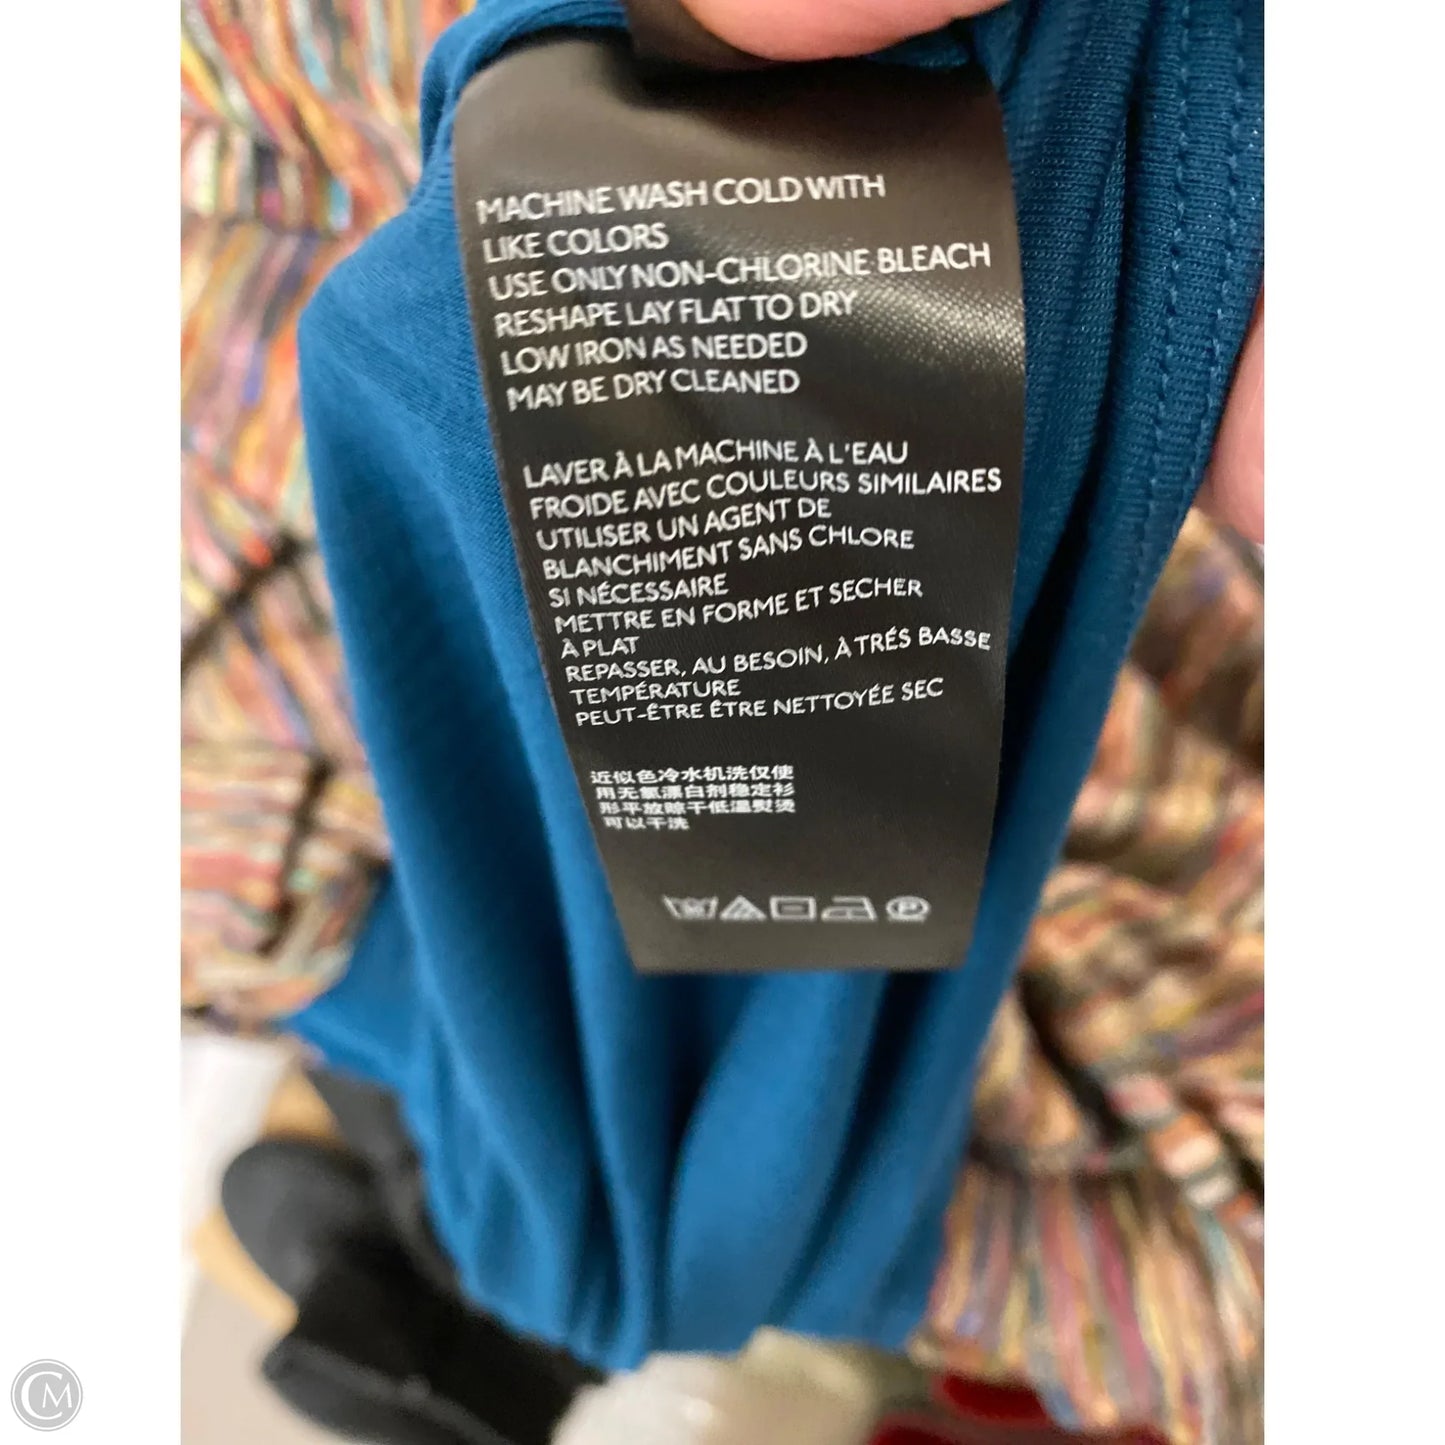 MACHINE WASH COLD WITH
LIKE COLORS
USE ONLY NON-CHLORINE BLEACH
RESHAPE LAY FLAT TO DRY
LOW IRON AS NEEDED
MAY BE DRY CLEANED
LAVER À LA MACHINE À L'EAU
FROIDE AVEC COULEURS SIMILAIRES
UTILISER UN AGENT DE
BLANCHIMENT SANS CHLORE
SI NÉCESSAIRE
METTRE EN FORME ET SECHER
À PLAT
REPASSER, AU BESOIN, À TRÉS BASSE
TEMPÉRATURE
PEUT-ÊTRE ÊTRE NETTOYÉE SEC
近似色冷水机洗仅使
用无氯漂白剂稳定衫
形平放晾干低温熨烫
可以干洗
P
CM